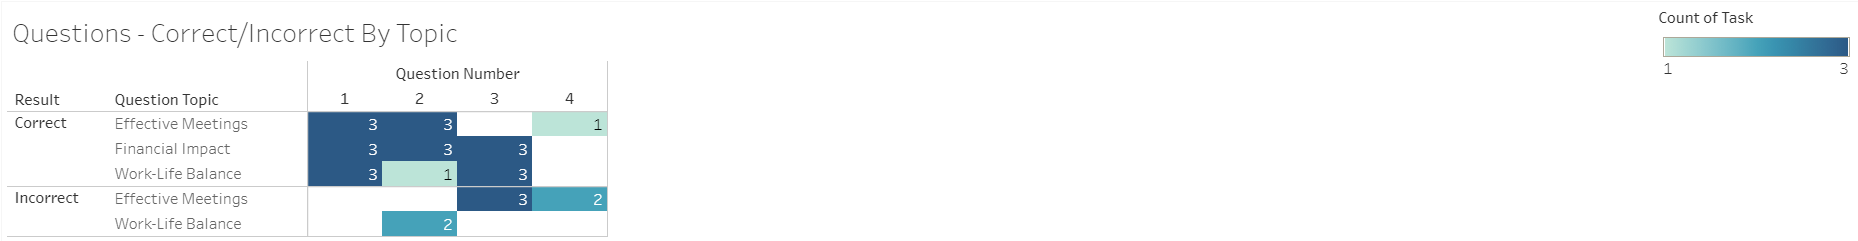 Questions - Correct/Incorrect By Topic
Count of Task
1 3
Question Number
Result Question Topic 1 2 3 4
Correct Effective Meetings 3 3 1
Financial Impact 3 3 3
Work-Life Balance 3 1 3
Incorrect Effective Meetings 3 2
Work-Life Balance 2